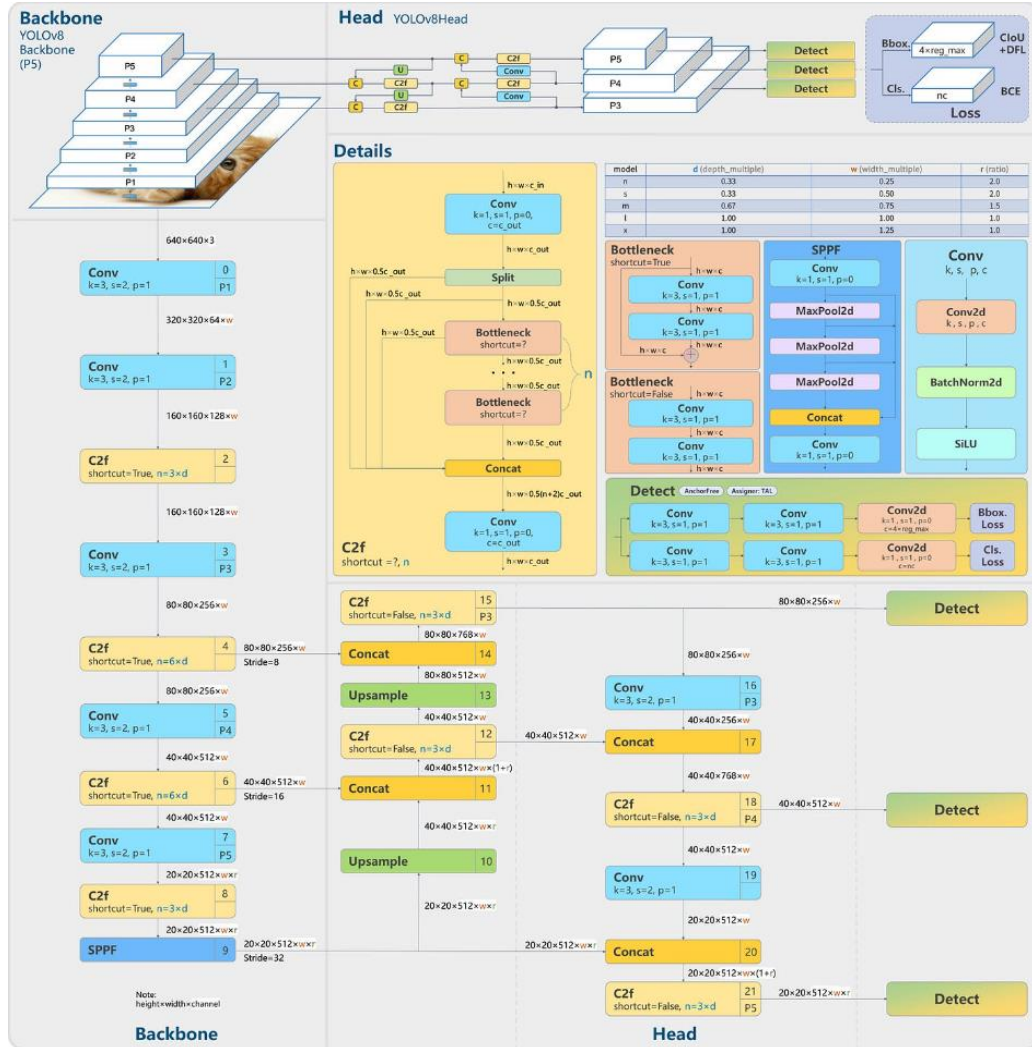 Backbone
YOLOv8
Backbone
(P5)
P5
P4
P3
P2
P1
Head YOLOv8Head
U
C
C2f
C
C2f
Conv
U
C
C2f
C
C2f
Conv
P5
P4
P3
Detect
Detect
Detect
Bbox.
4×reg_max
CIoU
+DFL
Cls.
nc
BCE
Loss
640×640×3
Conv 0
k=3, s=2, p=1 P1
320×320×64×w
Conv 1
k=3, s=2, p=1 P2
160×160×128×w
C2f 2
shortcut=True, n=3×d
160×160×128×w
Conv 3
k=3, s=2, p=1 P3
80×80×256×w
C2f 4
shortcut=True, n=6×d
80×80×256×w
Stride=8
80×80×256×w
Conv 5
k=3, s=2, p=1 P4
40×40×512×w
C2f 6
shortcut=True, n=6×d
40×40×512×w
Stride=16
40×40×512×w
Conv 7
k=3, s=2, p=1 P5
20×20×512×w×r
C2f 8
shortcut=True, n=3×d
20×20×512×w×r
SPPF 9
20×20×512×w×r
Stride=32
Note:
height×width×channel
Backbone
Details
h×w×c_in
Conv
k=1, s=1, p=0,
c=c_out
h×w×c_out
Split
h×w×0.5c_out
h×w×0.5c_out
h×w×0.5c_out
h×w×0.5c_out
Bottleneck
shortcut=?
h×w×0.5c_out
. . .
h×w×0.5c_out
Bottleneck
shortcut=?
n
h×w×0.5c_out
Concat
h×w×0.5(n+2)c_out
Conv
k=1, s=1, p=0,
c=c_out
h×w×c_out
C2f
shortcut =?, n
model d (depth_multiple) w (width_multiple) r (ratio)
n 0.33 0.25 2.0
s 0.33 0.50 2.0
m 0.67 0.75 1.5
l 1.00 1.00 1.0
x 1.00 1.25 1.0
Bottleneck
shortcut=True
h×w×c
Conv
k=3, s=1, p=1
h×w×c
Conv
k=3, s=1, p=1
h×w×c
h×w×c
Bottleneck
shortcut=False
h×w×c
Conv
k=3, s=1, p=1
h×w×c
Conv
k=3, s=1, p=1
h×w×c
SPPF
Conv
k=1, s=1, p=0
MaxPool2d
MaxPool2d
MaxPool2d
Concat
Conv
k=1, s=1, p=0
Conv
k, s, p, c
Conv2d
k, s, p, c
BatchNorm2d
SiLU
Detect AnchorFree Assigner: TAL
Conv
k=3, s=1, p=1
Conv
k=3, s=1, p=1
Conv2d
k=1, s=1, p=0
c=4×reg_max
Bbox.
Loss
Conv
k=3, s=1, p=1
Conv
k=3, s=1, p=1
Conv2d
k=1, s=1, p=0
c=nc
Cls.
Loss
C2f 15
shortcut=False, n=3×d P3
80×80×256×w
Detect
80×80×768×w
Concat 14
80×80×512×w
Upsample 13
40×40×512×w
C2f 12
shortcut=False, n=3×d
40×40×512×w
40×40×512×w×(1+r)
Concat 11
40×40×512×w×r
Upsample 10
20×20×512×w×r
80×80×256×w
Conv 16
k=3, s=2, p=1 P3
40×40×256×w
Concat 17
40×40×768×w
C2f 18
shortcut=False, n=3×d P4
40×40×512×w
Detect
40×40×512×w
Conv 19
k=3, s=2, p=1
20×20×512×w
20×20×512×w×r
Concat 20
20×20×512×w×(1+r)
C2f 21
shortcut=False, n=3×d P5
20×20×512×w×r
Detect
Head